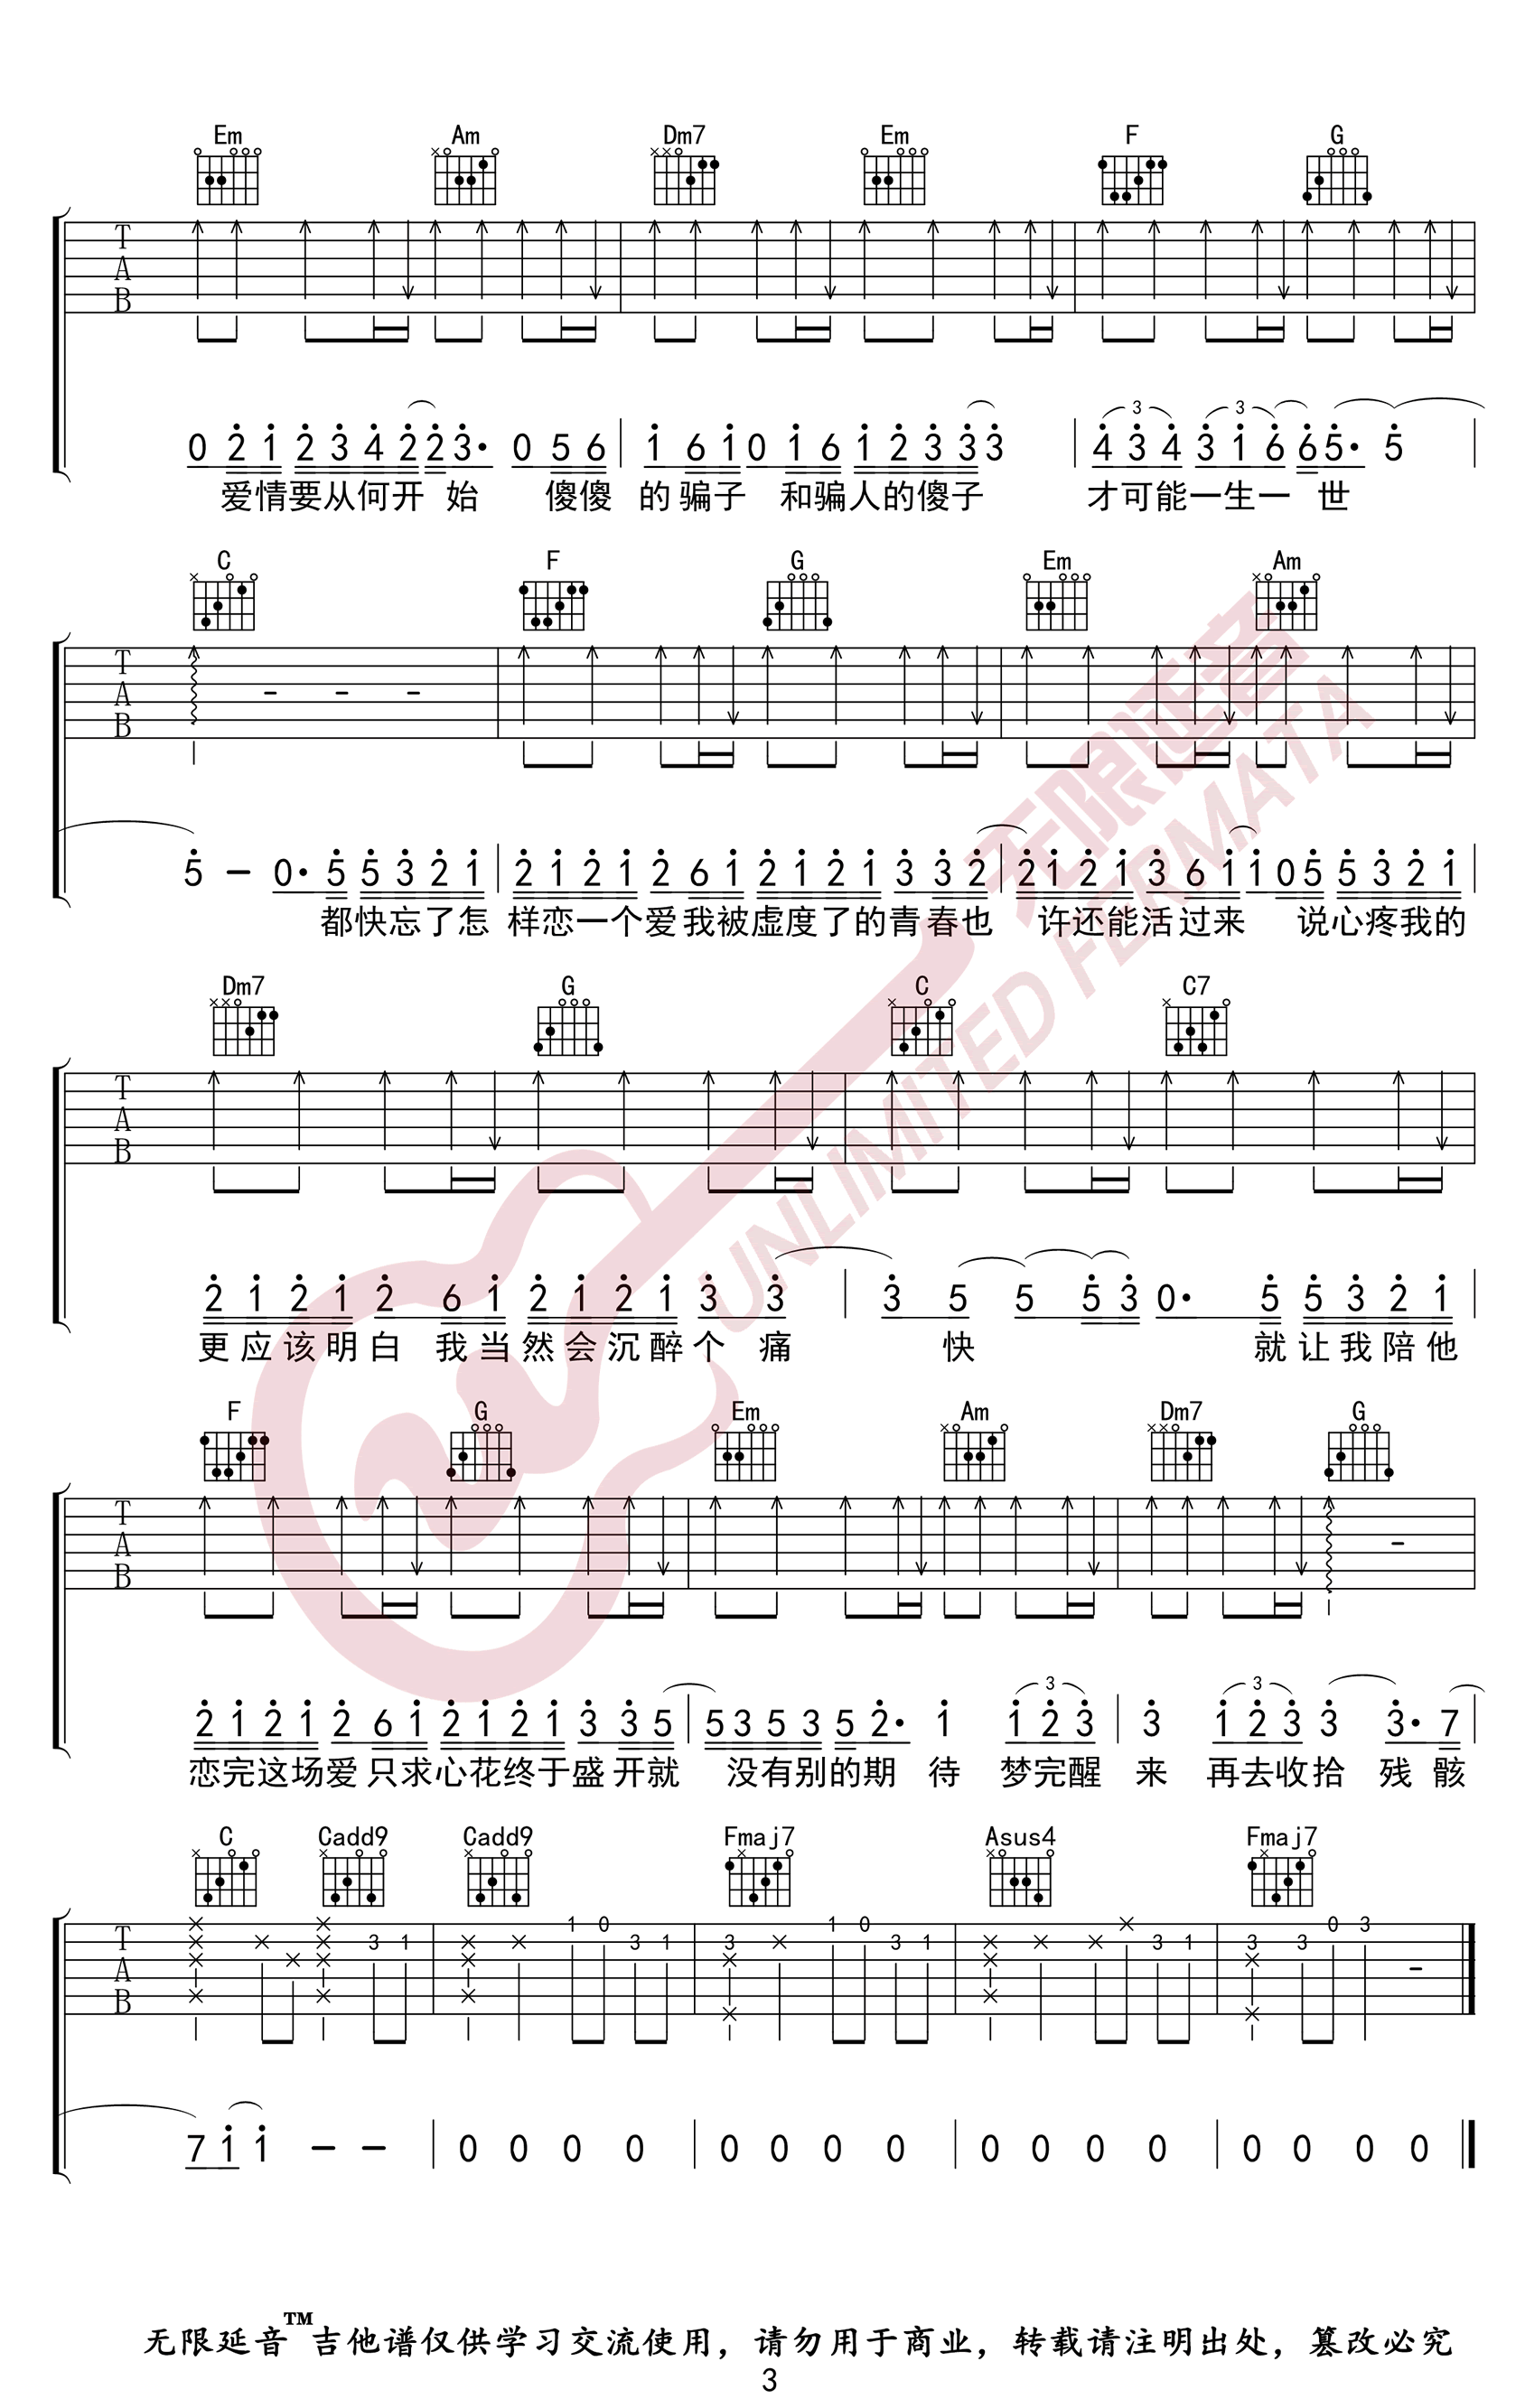 Em Am Dm7 Em F G
T
A
B
3 3
0 2 1 2 3 4 2 2 3· 0 5 6 | 1 6 1 0 1 6 1 2 3 3 3 | 4 3 4 3 1 6 6 5· 5 |
爱情要从何开 始 傻傻 的骗子 和骗人的傻子 才可能一生一 世
C F G Em Am
T
A
B
5 – 0· 5 5 3 2 1 | 2 1 2 1 2 6 1 2 1 2 1 3 3 2 | 2 1 2 1 3 6 1 1 0 5 5 3 2 1 |
都快忘了怎 样恋一个爱我被虚度了的青春也 许还能活过来 说心疼我的
Dm7 G C C7
T
A
B
2 1 2 1 2 6 1 2 1 2 1 3 3 | 3 5 5 5 3 0· 5 5 3 2 1 |
更应该明白 我当然会沉醉个痛 快 就让我陪他
F G Em Am Dm7 G
T
A
B
3 3
2 1 2 1 2 6 1 2 1 2 1 3 3 5 | 5 3 5 3 5 2· 1 1 2 3 | 3 1 2 3 3 3· 7 |
恋完这场爱只求心花终于盛开就 没有别的期 待 梦完醒 来 再去收拾 残 骸
C Cadd9 Cadd9 Fmaj7 Asus4 Fmaj7
1 0 1 0 0 3
T 3 1 3 1 3 3 1 3 1 3 3
A
B
7 1 1 – – | 0 0 0 0 | 0 0 0 0 | 0 0 0 0 | 0 0 0 0
无限延音
UNLIMITED FERMATA
无限延音™吉他谱仅供学习交流使用，请勿用于商业，转载请注明出处，篡改必究
3